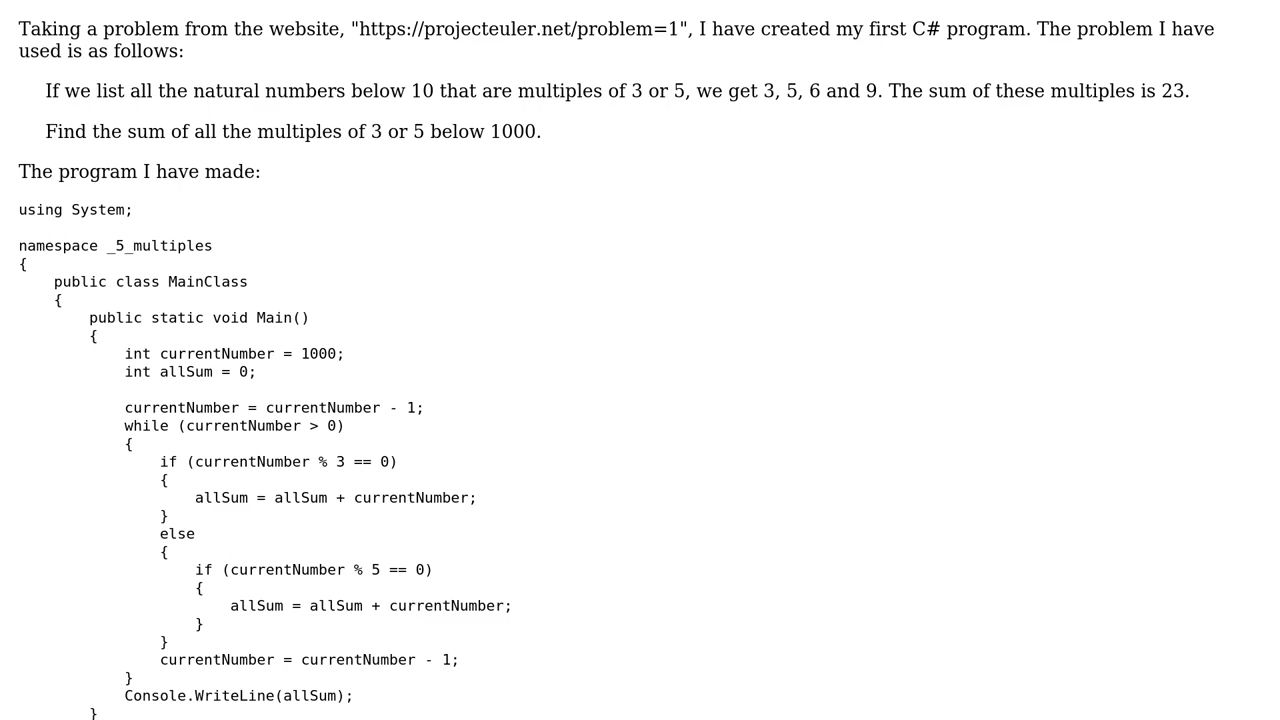 Taking a problem from the website, "https://projecteuler.net/problem=1", I have created my first C# program. The problem I have
used is as follows:
If we list all the natural numbers below 10 that are multiples of 3 or 5, we get 3, 5, 6 and 9. The sum of these multiples is 23.
Find the sum of all the multiples of 3 or 5 below 1000.
The program I have made:
using System;
namespace _5_multiples
{
    public class MainClass
    {
        public static void Main()
        {
            int currentNumber = 1000;
            int allSum = 0;
            currentNumber = currentNumber - 1;
            while (currentNumber > 0)
            {
                if (currentNumber % 3 == 0)
                {
                    allSum = allSum + currentNumber;
                }
                else
                {
                    if (currentNumber % 5 == 0)
                    {
                        allSum = allSum + currentNumber;
                    }
                }
                currentNumber = currentNumber - 1;
            }
            Console.WriteLine(allSum);
        }